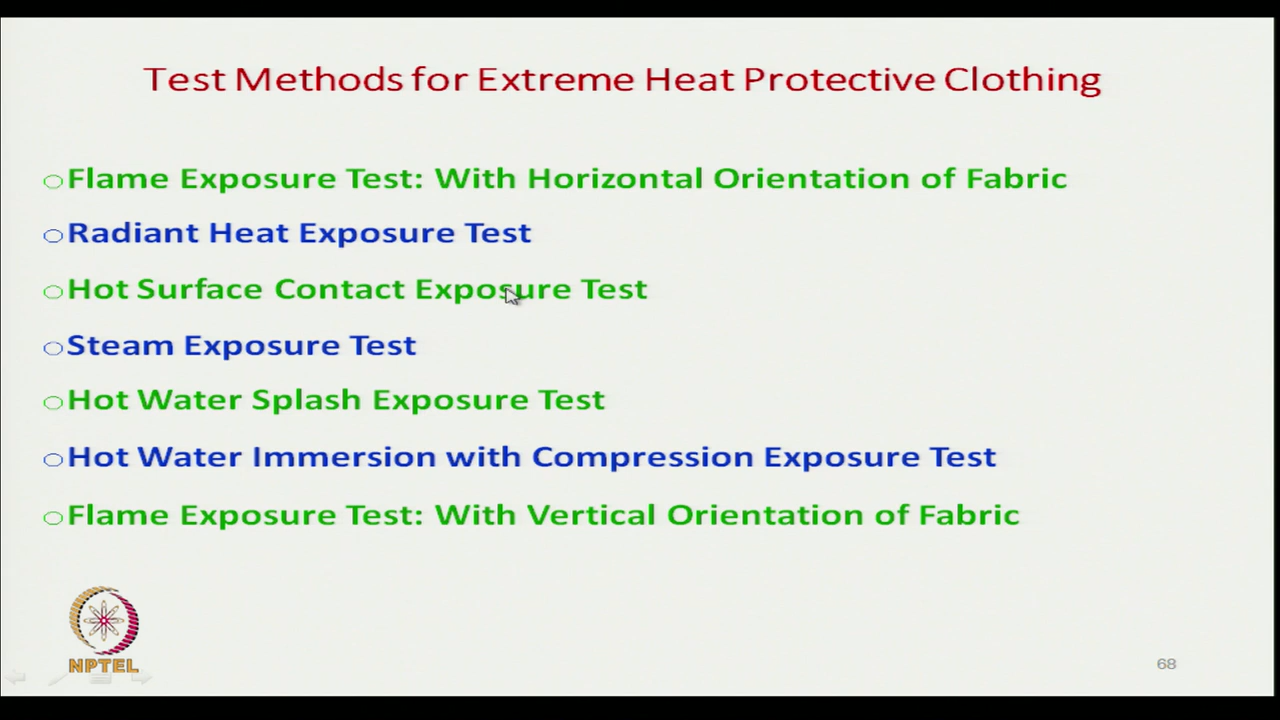 Test Methods for Extreme Heat Protective Clothing
Flame Exposure Test: With Horizontal Orientation of Fabric
Radiant Heat Exposure Test
Hot Surface Contact Exposure Test
Steam Exposure Test
Hot Water Splash Exposure Test
Hot Water Immersion with Compression Exposure Test
Flame Exposure Test: With Vertical Orientation of Fabric
NPTEL
68